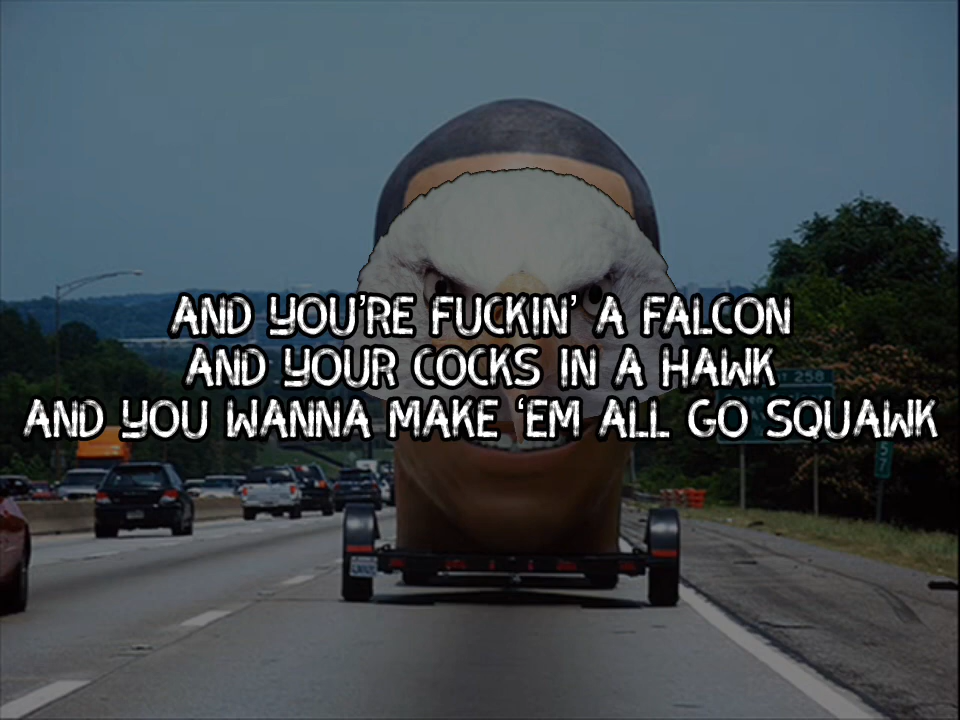 AND YOU'RE FUCKIN' A FALCON
AND YOUR COCKS IN A HAWK
AND YOU WANNA MAKE 'EM ALL GO SQUAWK